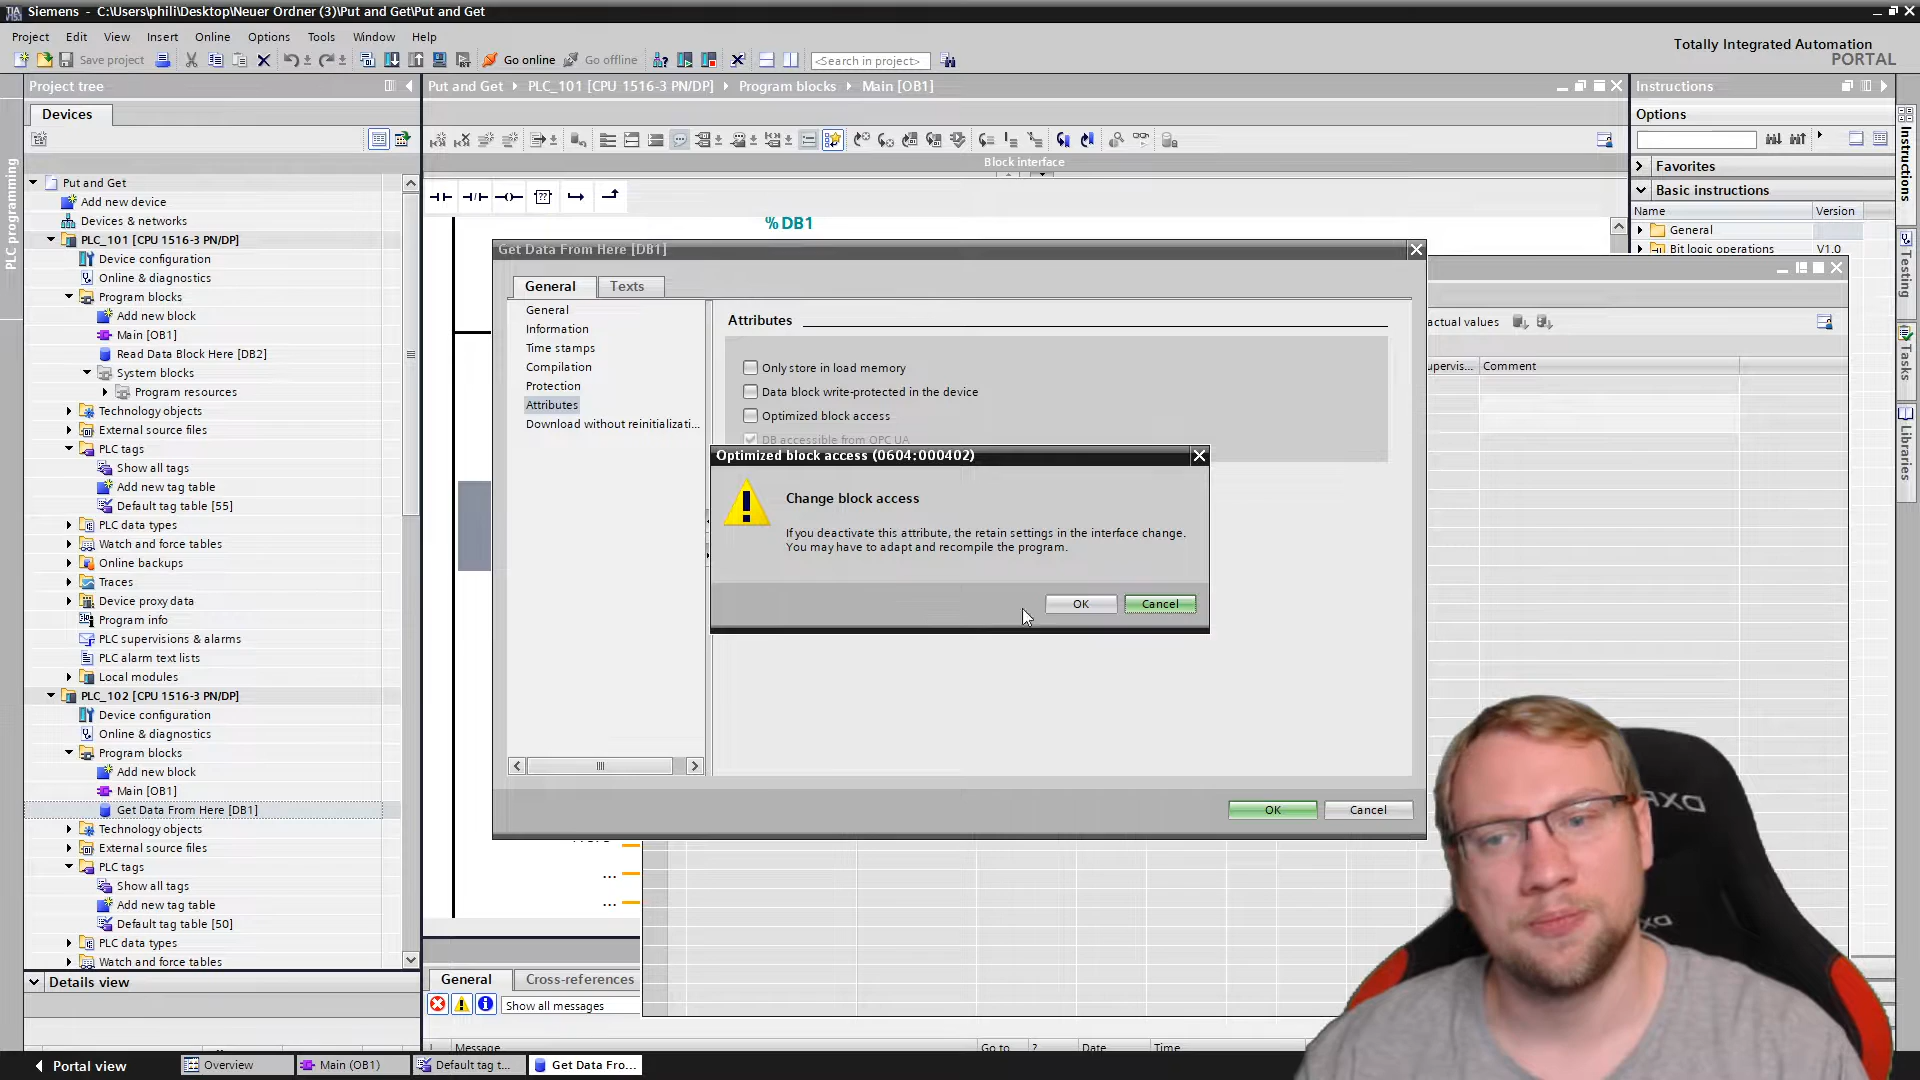 Siemens - C:\Users\phili\Desktop\Neuer Ordner (3)\Put and Get\Put and Get
Project Edit View Insert Online Options Tools Window Help
Totally Integrated Automation
PORTAL
Save project
Go online
Go offline
<Search in project>
Project tree
Put and Get
PLC_101 [CPU 1516-3 PN/DP]
Program blocks
Main [OB1]
Instructions
Devices
Options
Block interface
Favorites
Basic instructions
Name Version
General
Bit logic operations V1.0
PLC programming
Put and Get
Add new device
Devices & networks
PLC_101 [CPU 1516-3 PN/DP]
Device configuration
Online & diagnostics
Program blocks
Add new block
Main [OB1]
Read Data Block Here [DB2]
System blocks
Program resources
Technology objects
External source files
PLC tags
Show all tags
Add new tag table
Default tag table [55]
PLC data types
Watch and force tables
Online backups
Traces
Device proxy data
Program info
PLC supervisions & alarms
PLC alarm text lists
Local modules
PLC_102 [CPU 1516-3 PN/DP]
Device configuration
Online & diagnostics
Program blocks
Add new block
Main [OB1]
Get Data From Here [DB1]
Technology objects
External source files
PLC tags
Show all tags
Add new tag table
Default tag table [50]
PLC data types
Watch and force tables
Details view
%DB1
Get Data From Here [DB1]
General Texts
General
Information
Time stamps
Compilation
Protection
Attributes
Download without reinitializati...
Attributes
Only store in load memory
Data block write-protected in the device
Optimized block access
DB accessible from OPC UA
Optimized block access (0604:000402)
Change block access
If you deactivate this attribute, the retain settings in the interface change.
You may have to adapt and recompile the program.
OK Cancel
OK Cancel
actual values
Comment
...
...
General Cross-references
Show all messages
Message Go to ? Date Time
Instructions
Testing
Tasks
Libraries
Portal view
Overview
Main (OB1)
Default tag t...
Get Data Fro...